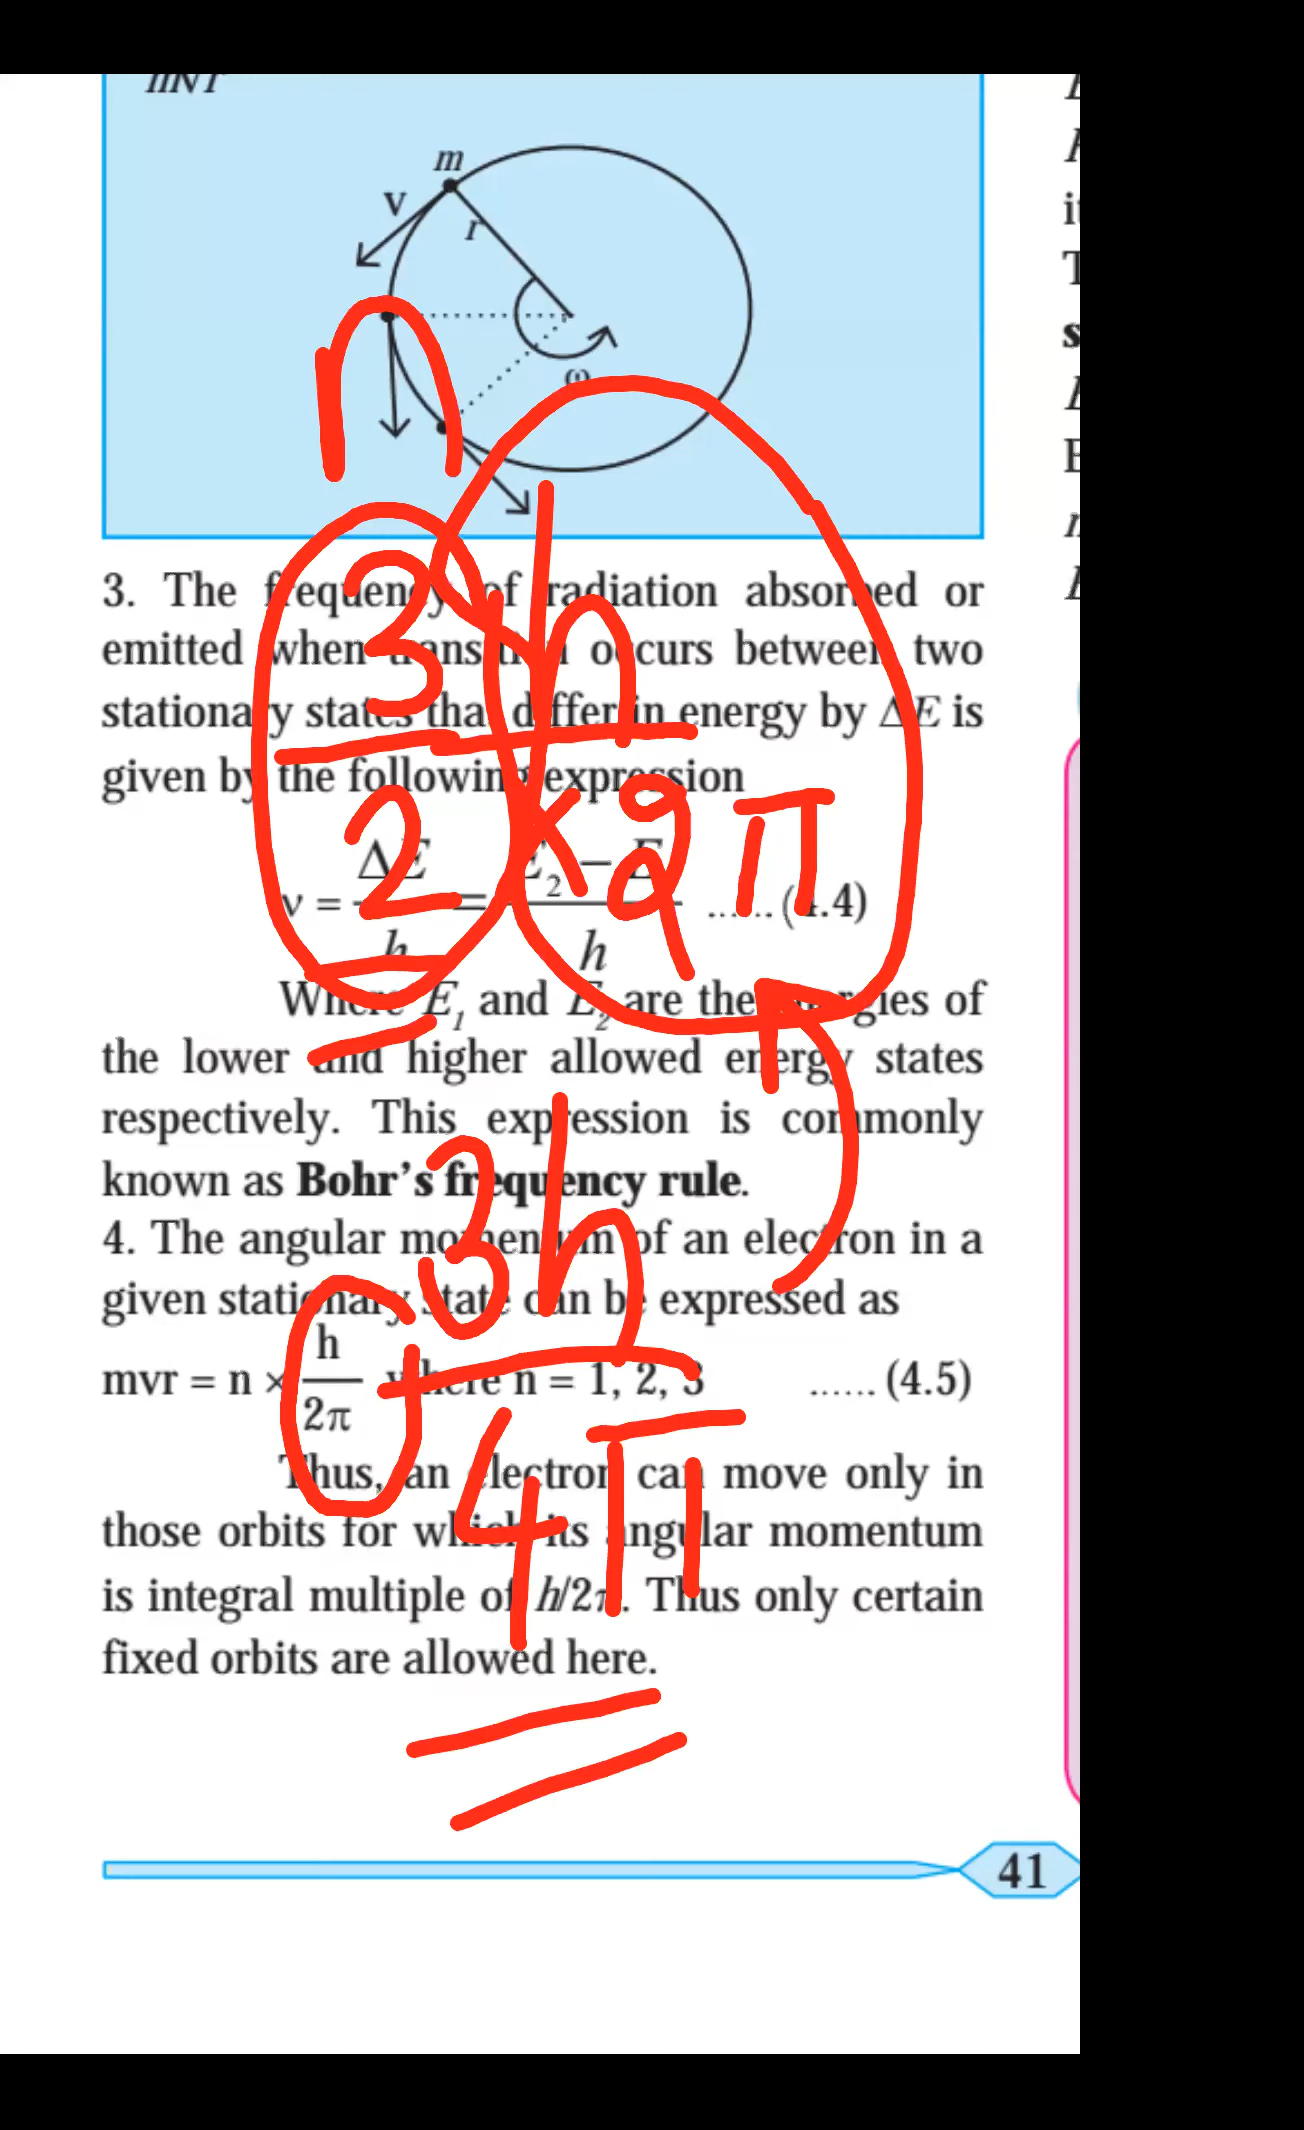 m
v
r
ω
n
3 h
2 × 2 π
3. The frequency of radiation absorbed or
emitted when transition occurs between two
stationary states that differ in energy by ΔE is
given by the following expression
ν = ΔE / h = E₂ – E / h ...... (4.4)
Where E₁ and E₂ are the energies of
the lower and higher allowed energy states
respectively. This expression is commonly
known as Bohr’s frequency rule.
4. The angular momentum of an electron in a
given stationary state can be expressed as
mvr = n × h / 2π where n = 1, 2, 3 ...... (4.5)
3h
4π
Thus, an electron can move only in
those orbits for which its angular momentum
is integral multiple of h/2π. Thus only certain
fixed orbits are allowed here.
41